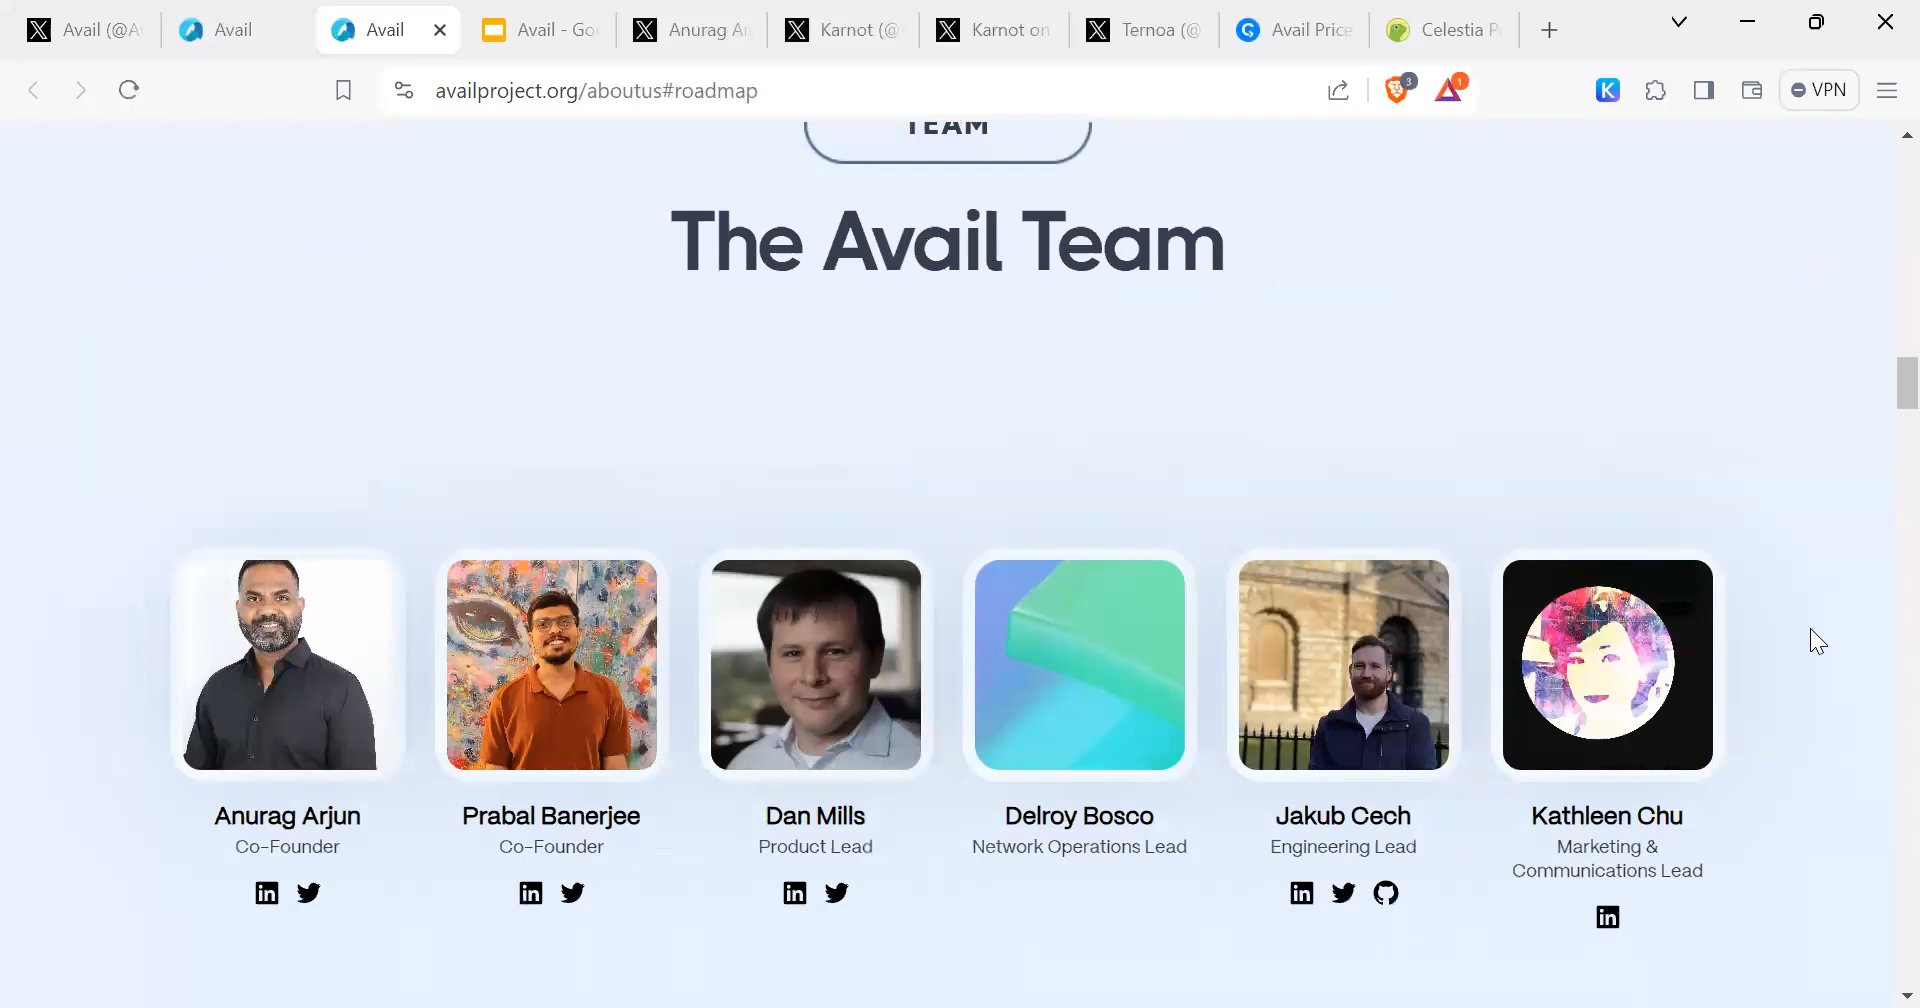 Avail (@A
Avail
Avail
Avail - Go
Anurag Ar
Karnot (@
Karnot on
Ternoa (@
Avail Price
Celestia P
availproject.org/aboutus#roadmap
3
1
K
VPN
TEAM
The Avail Team
Anurag Arjun
Co-Founder
Prabal Banerjee
Co-Founder
Dan Mills
Product Lead
Delroy Bosco
Network Operations Lead
Jakub Cech
Engineering Lead
Kathleen Chu
Marketing &
Communications Lead